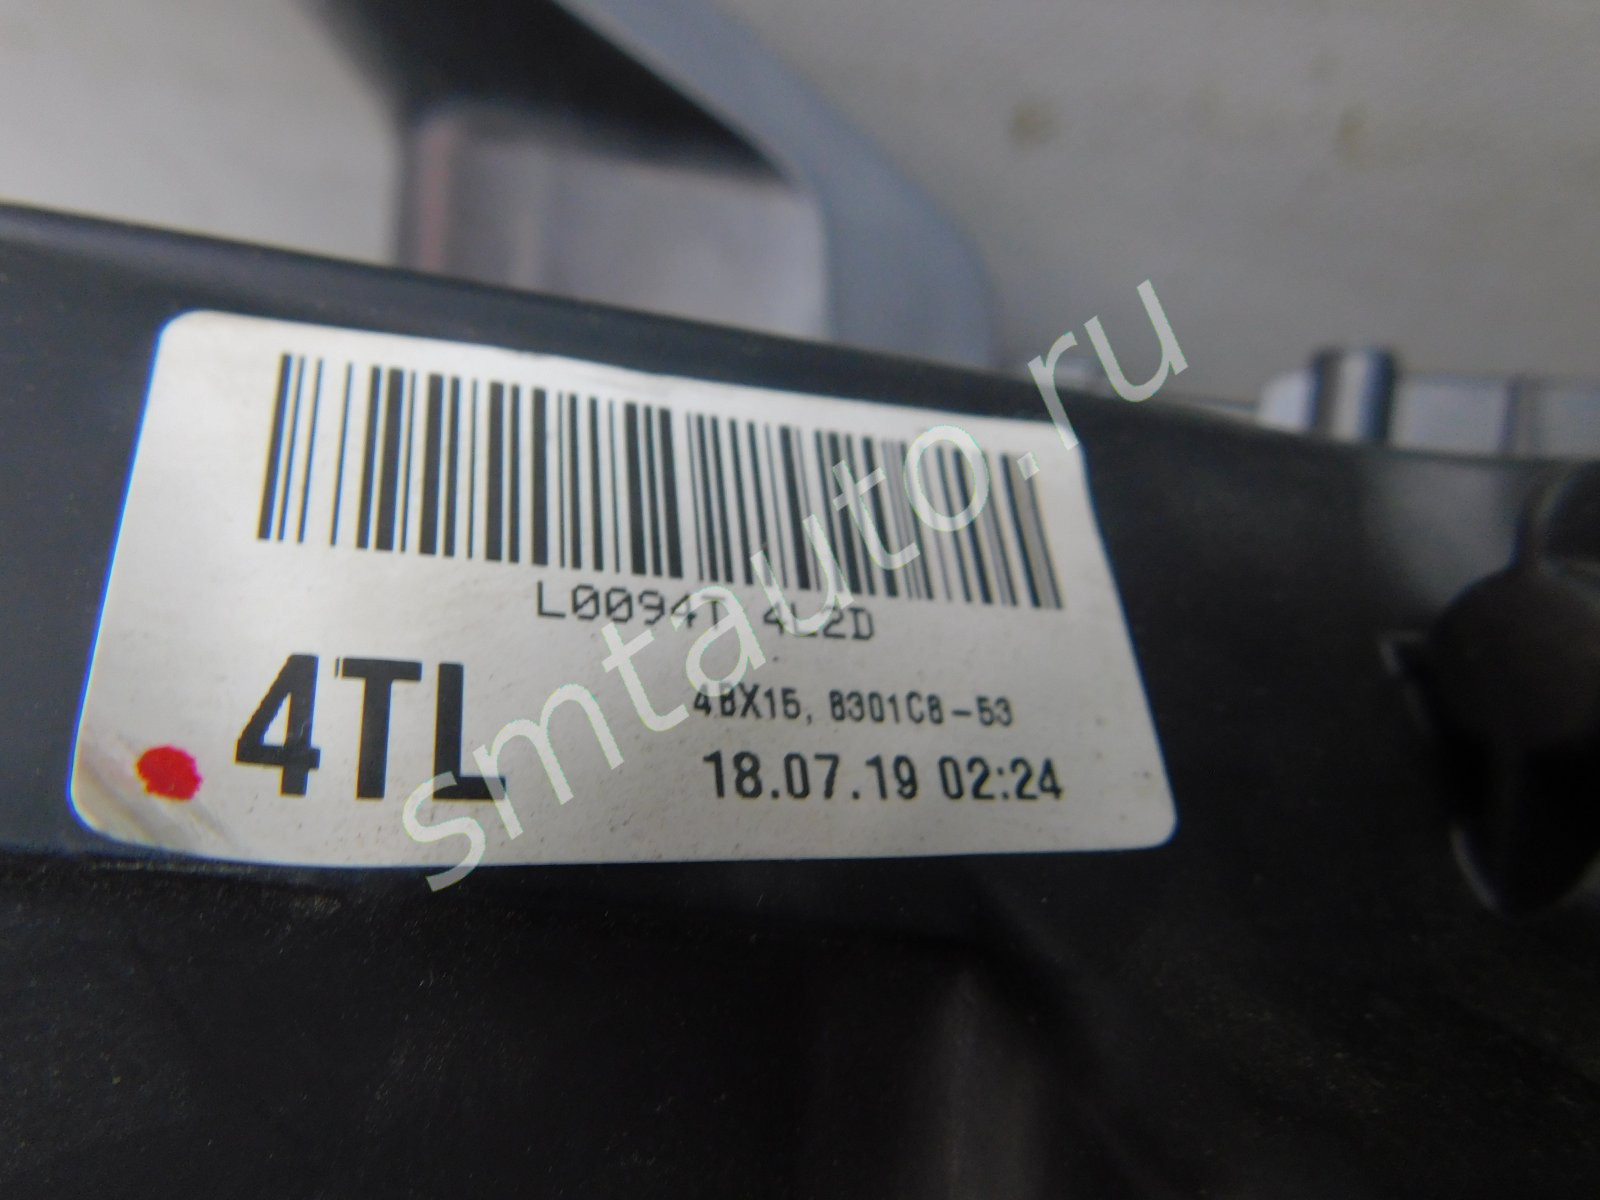 L0094T 4L2D
4TL
4BX15, 8301C8-53
18.07.19 02:24
smtauto.ru